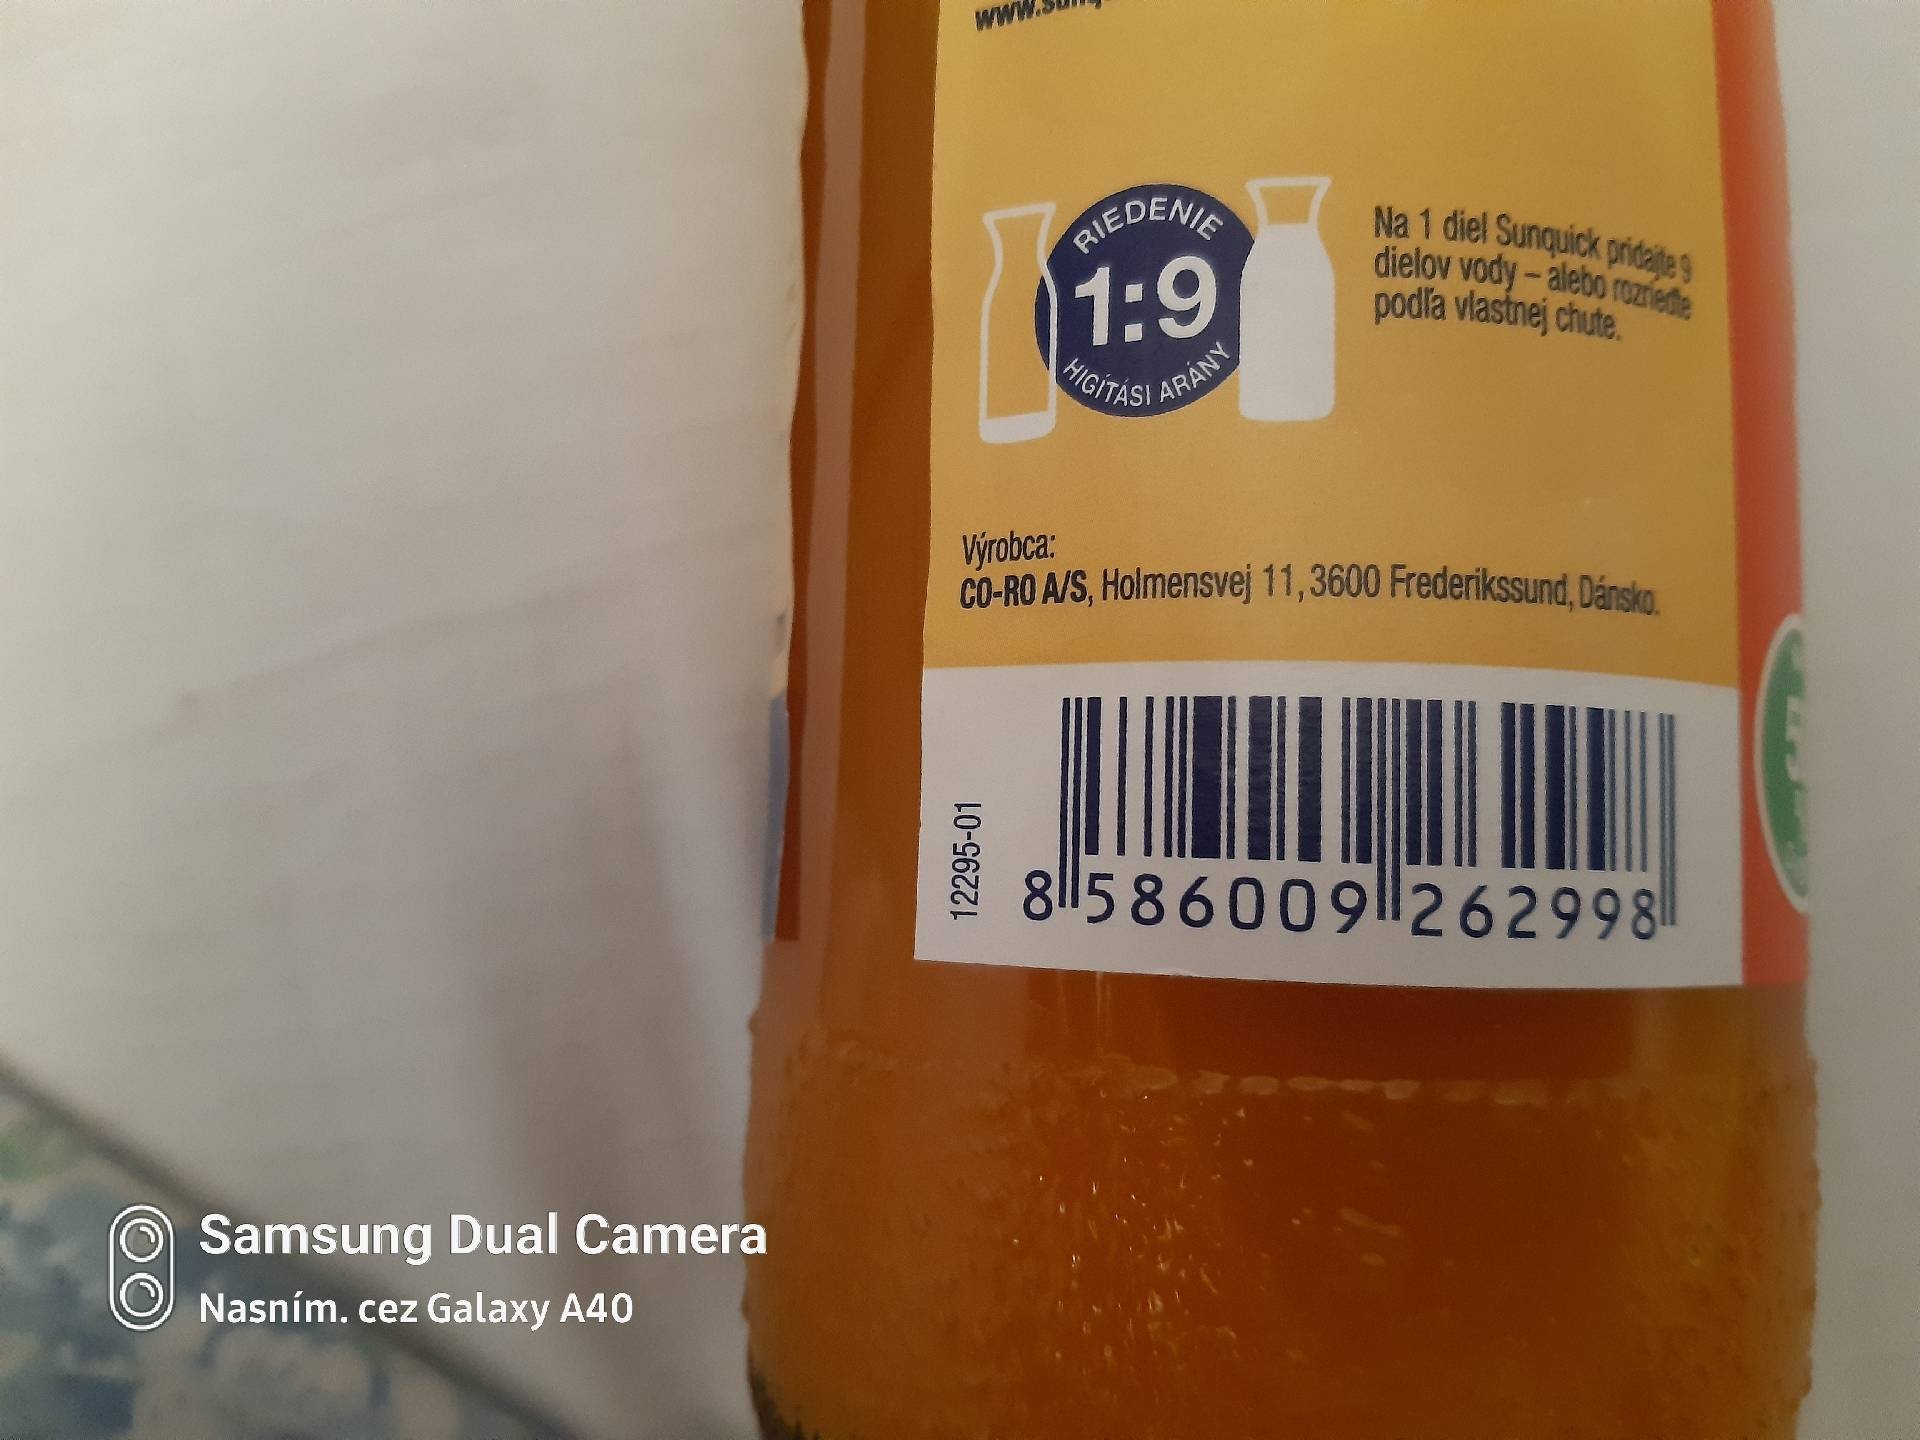 RIEDENIE
1:9
HIGÍTÁSI ARÁNY
Na 1 diel Sunquick pridajte 9
dielov vody – alebo rozrieďte
podľa vlastnej chute.
Výrobca:
CO-RO A/S, Holmensvej 11, 3600 Frederikssund, Dánsko.
12295-01
8 586009 262998
Samsung Dual Camera
Nasním. cez Galaxy A40